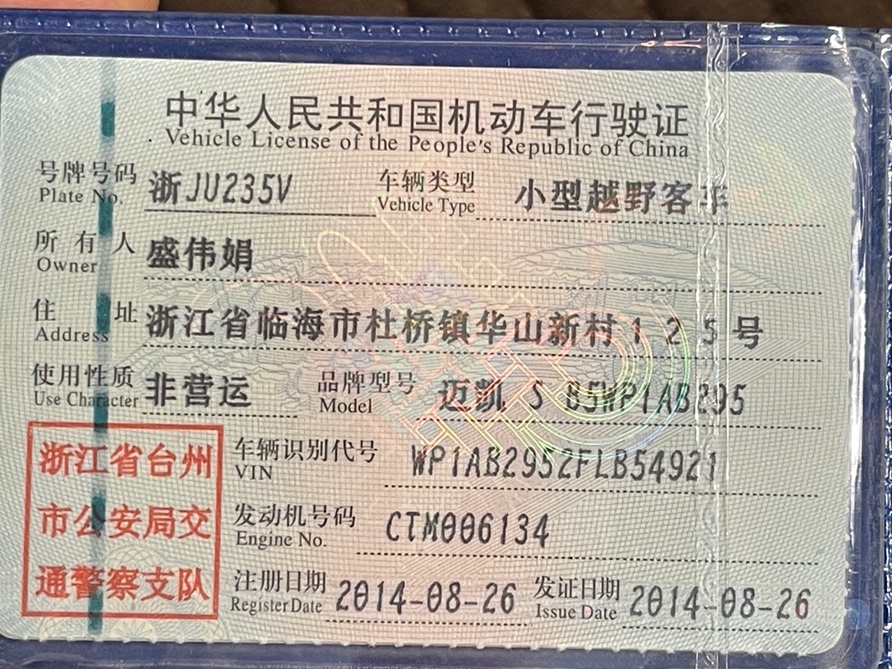 中华人民共和国机动车行驶证
Vehicle License of the People's Republic of China
号牌号码 浙JU235V 车辆类型 小型越野客车
Plate No. Vehicle Type
所有人 盛伟娟
Owner
住址 浙江省临海市杜桥镇华山新村125号
Address
使用性质 非营运 品牌型号 迈凯 S 85WP1AB295
Use Character Model
浙江省台州 车辆识别代号 WP1AB2952FLB54921
VIN
市公安局交 发动机号码 CTM006134
Engine No.
通警察支队 注册日期 2014-08-26 发证日期 2014-08-26
Register Date Issue Date